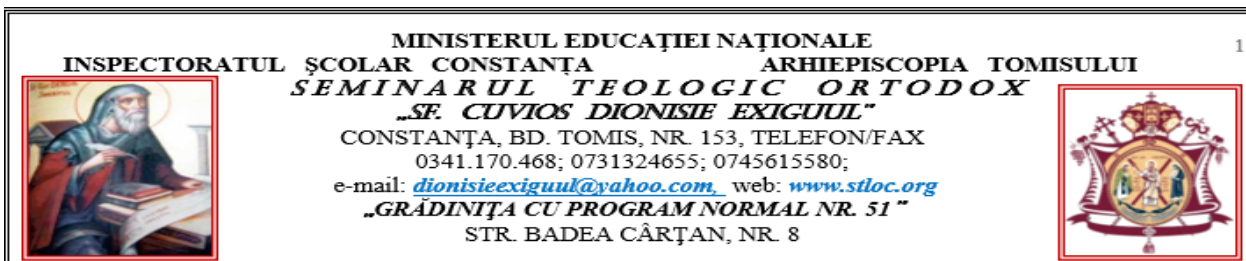 MINISTERUL EDUCAŢIEI NAŢIONALE
1
INSPECTORATUL ŞCOLAR CONSTANŢA ARHIEPISCOPIA TOMISULUI
SEMINARUL TEOLOGIC ORTODOX
„SF. CUVIOS DIONISIE EXIGUUL"
CONSTANŢA, BD. TOMIS, NR. 153, TELEFON/FAX
0341.170.468; 0731324655; 0745615580;
e-mail: dionisieexiguul@yahoo.com, web: www.stloc.org
„GRĂDINIŢA CU PROGRAM NORMAL NR. 51"
STR. BADEA CÂRŢAN, NR. 8